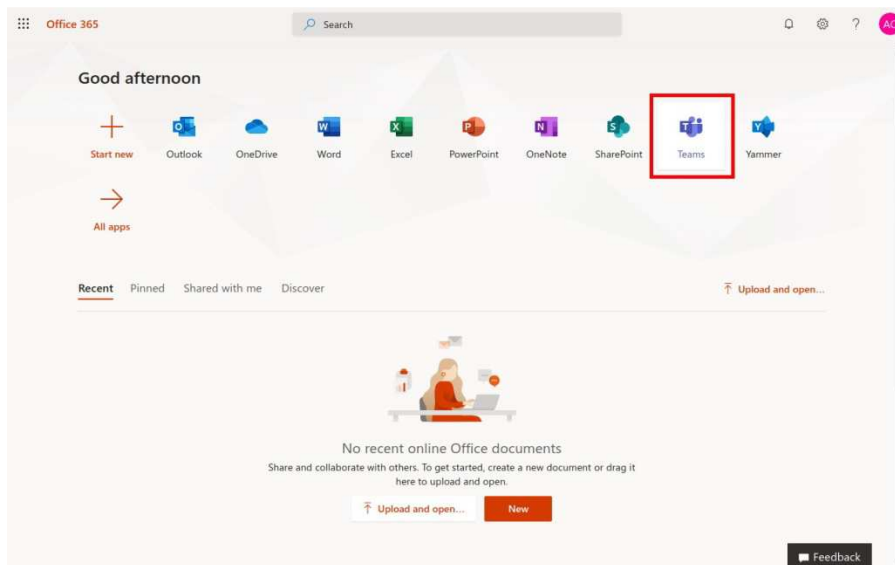 Office 365
Search
?
AC
Good afternoon
Start new
Outlook
OneDrive
Word
Excel
PowerPoint
OneNote
SharePoint
Teams
Yammer
All apps
Recent Pinned Shared with me Discover
Upload and open...
No recent online Office documents
Share and collaborate with others. To get started, create a new document or drag it
here to upload and open.
Upload and open...
New
Feedback